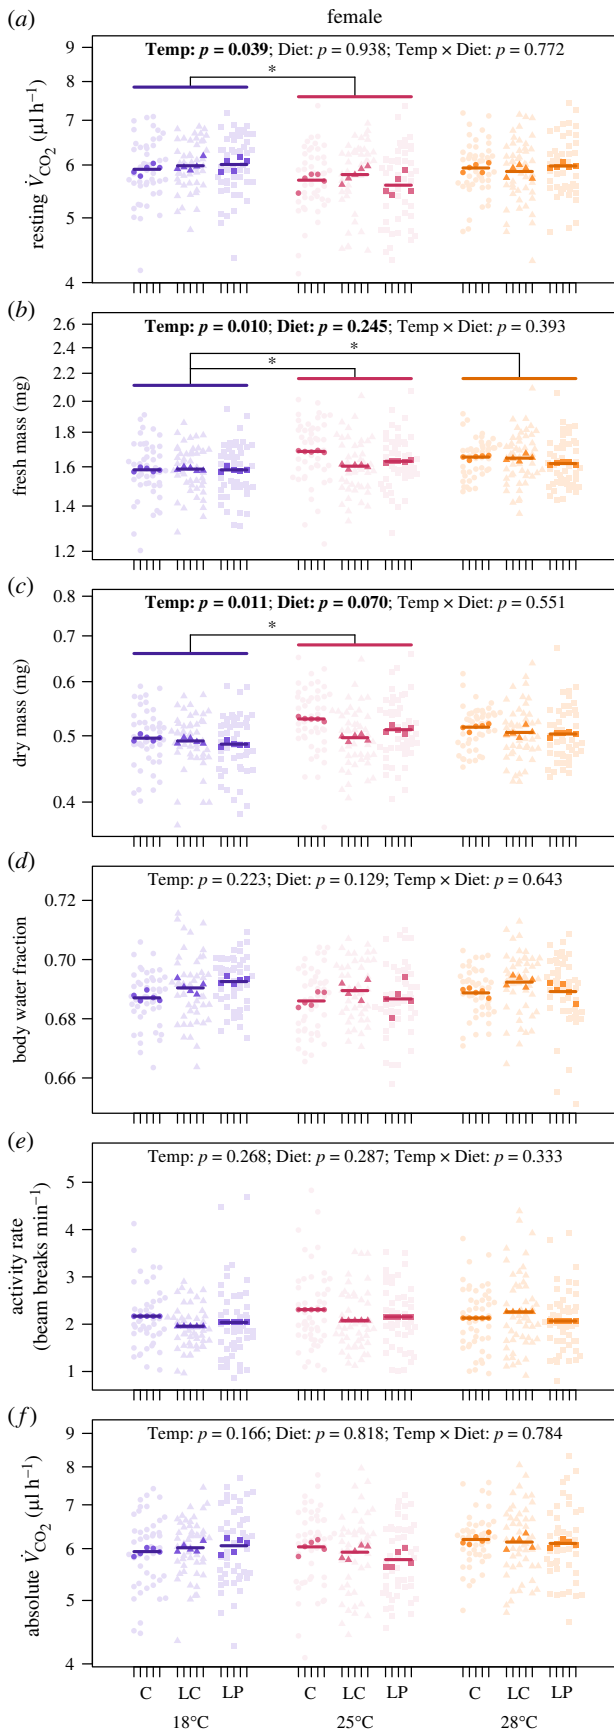 female
(a)
Temp: p = 0.039; Diet: p = 0.938; Temp × Diet: p = 0.772
*
resting V̇CO2 (µl h−1)
9
8
7
6
5
4
(b)
Temp: p = 0.010; Diet: p = 0.245; Temp × Diet: p = 0.393
*
*
fresh mass (mg)
2.6
2.4
2.2
2.0
1.8
1.6
1.4
1.2
(c)
Temp: p = 0.011; Diet: p = 0.070; Temp × Diet: p = 0.551
*
dry mass (mg)
0.8
0.7
0.6
0.5
0.4
(d)
Temp: p = 0.223; Diet: p = 0.129; Temp × Diet: p = 0.643
body water fraction
0.72
0.70
0.68
0.66
(e)
Temp: p = 0.268; Diet: p = 0.287; Temp × Diet: p = 0.333
activity rate
(beam breaks min−1)
5
4
3
2
1
(f)
Temp: p = 0.166; Diet: p = 0.818; Temp × Diet: p = 0.784
absolute V̇CO2 (µl h−1)
9
8
7
6
5
4
C LC LP C LC LP C LC LP
18°C 25°C 28°C